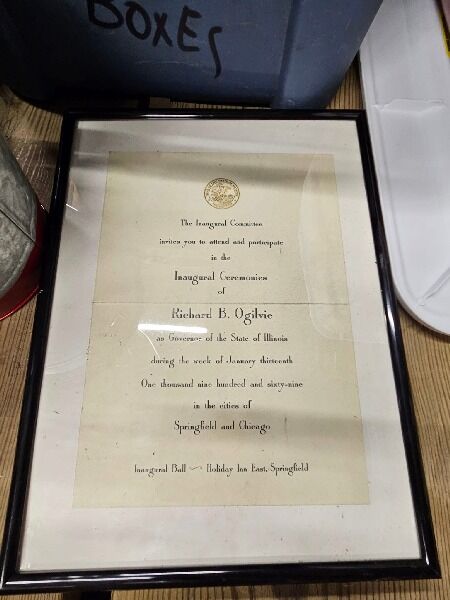 BOXES
The Inaugural Committee
invites you to attend and participate
in the
Inaugural Ceremonies
of
Richard B. Ogilvie
as Governor of the State of Illinois
during the week of January thirteenth
One thousand nine hundred and sixty-nine
in the cities of
Springfield and Chicago
Inaugural Ball ~ Holiday Inn East, Springfield